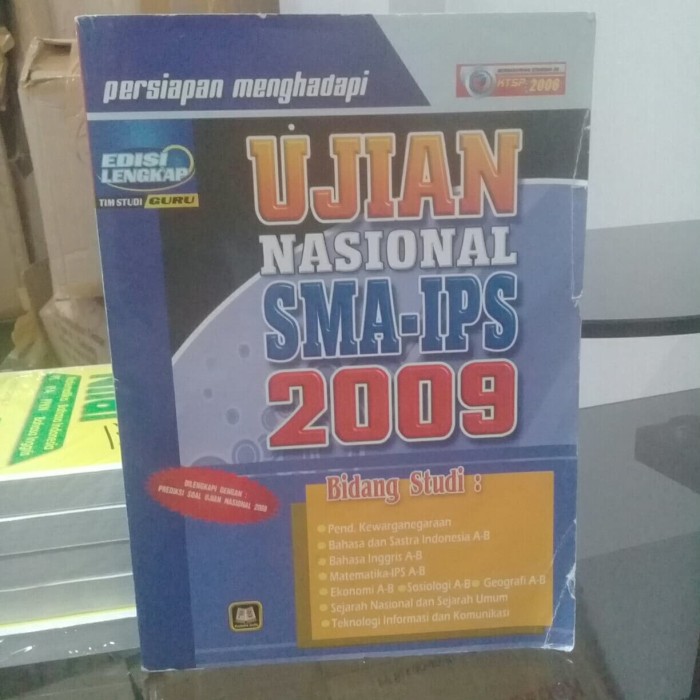 persiapan menghadapi
KTSP 2006
EDISI
LENGKAP
TIM STUDI GURU
UJIAN
NASIONAL
SMA-IPS
2009
DILENGKAPI DENGAN :
PREDIKSI SOAL UJIAN NASIONAL 2009
Bidang Studi :
Pend. Kewarganegaraan
Bahasa dan Sastra Indonesia A-B
Bahasa Inggris A-B
Matematika-IPS A-B
Ekonomi A-B Sosiologi A-B Geografi A-B
Sejarah Nasional dan Sejarah Umum
Teknologi Informasi dan Komunikasi